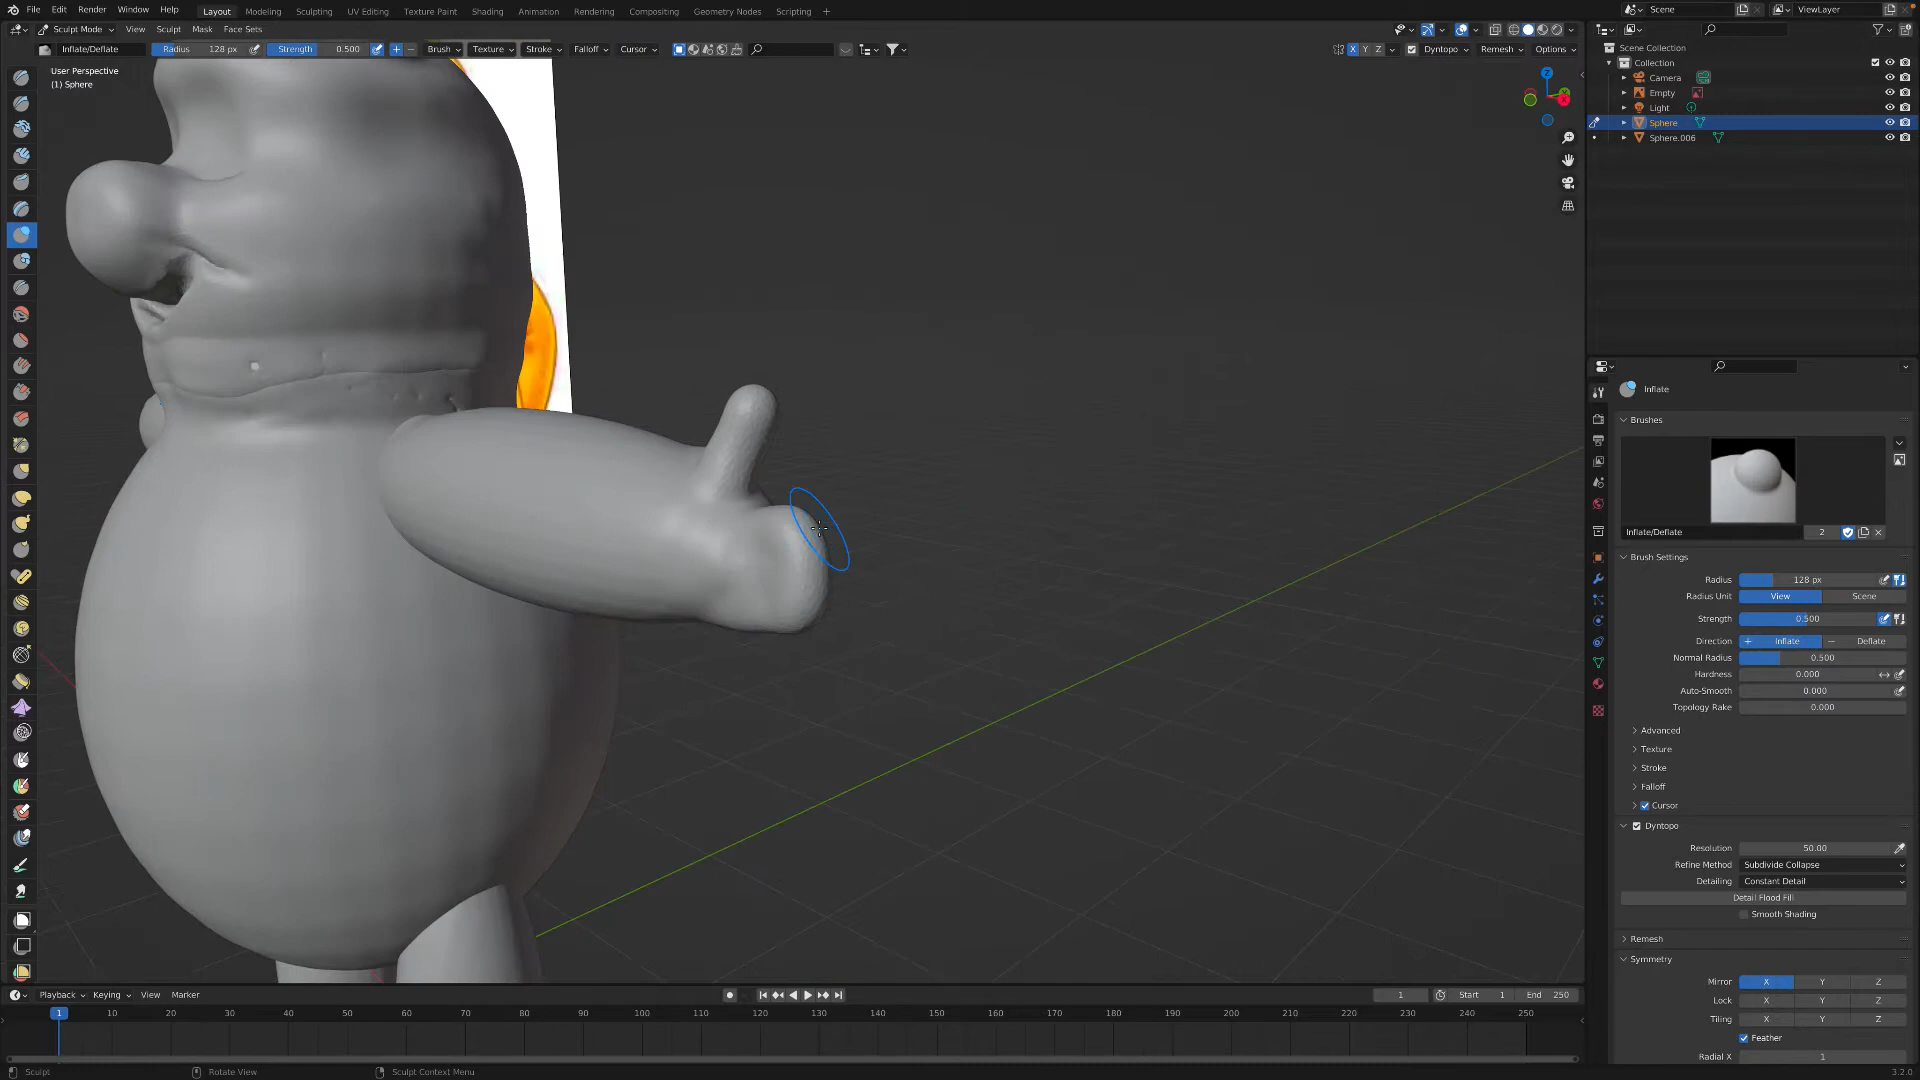 File Edit Render Window Help Layout Modeling Sculpting UV Editing Texture Paint Shading Animation Rendering Compositing Geometry Nodes Scripting + Scene ViewLayer
Sculpt Mode View Sculpt Mask Face Sets
Inflate/Deflate Radius 128 px Strength 0.500 Brush Texture Stroke Falloff Cursor X Y Z Dyntopo Remesh Options
User Perspective
(1) Sphere
Z
X
Scene Collection
Collection
Camera
Empty
Light
Sphere
Sphere.006
Inflate
Brushes
Inflate/Deflate 2
Brush Settings
Radius 128 px
Radius Unit View Scene
Strength 0.500
Direction + Inflate − Deflate
Normal Radius 0.500
Hardness 0.000
Auto-Smooth 0.000
Topology Rake 0.000
Advanced
Texture
Stroke
Falloff
Cursor
Dyntopo
Resolution 50.00
Refine Method Subdivide Collapse
Detailing Constant Detail
Detail Flood Fill
Smooth Shading
Remesh
Symmetry
Mirror X Y Z
Lock X Y Z
Tiling X Y Z
Feather
Radial X 1
Playback Keying View Marker 1 Start 1 End 250
1 10 20 30 40 50 60 70 80 90 100 110 120 130 140 150 160 170 180 190 200 210 220 230 240 250
Sculpt Rotate View Sculpt Context Menu 3.2.0